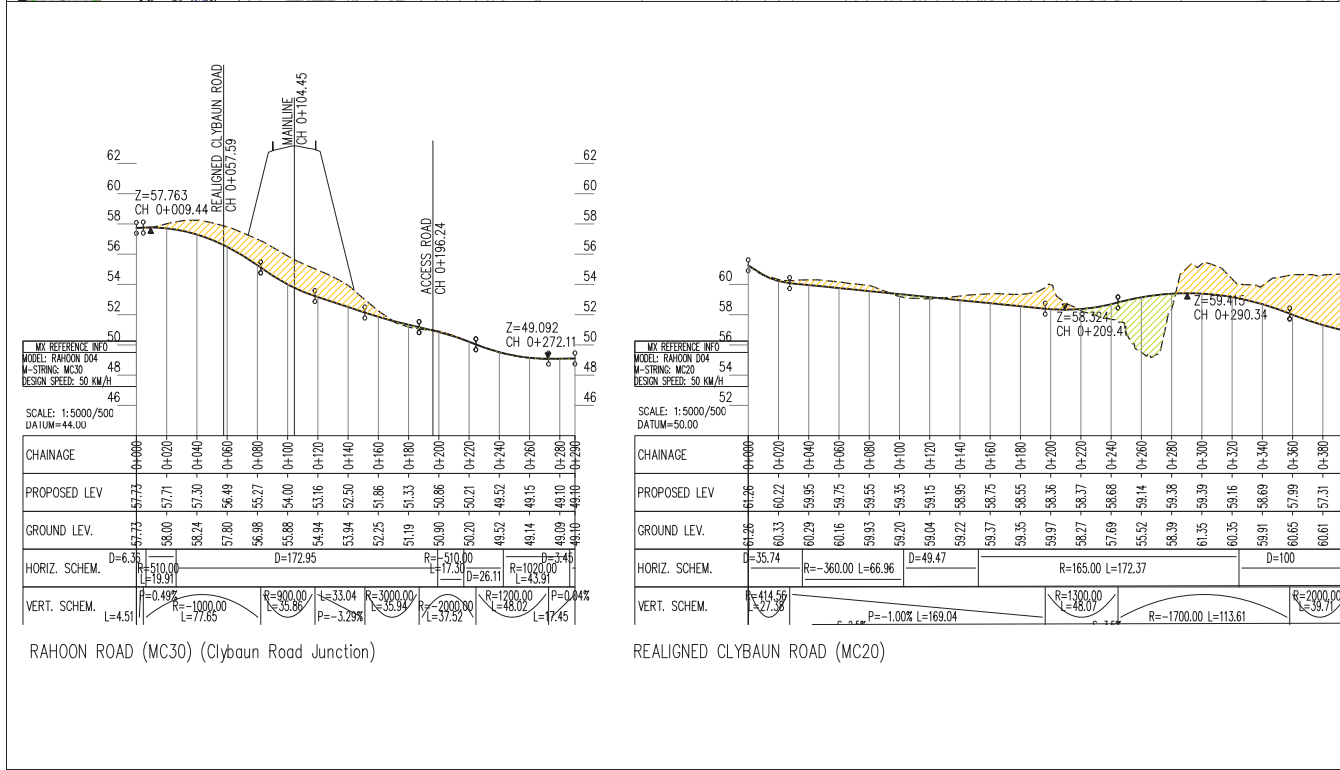 REALIGNED CLYBAUN ROAD
CH 0+057.59
MAINLINE
CH 0+104.45
ACCESS ROAD
CH 0+196.24
62
60
58
56
54
52
50
48
46
62
60
58
56
54
52
50
48
46
Z=57.763
CH 0+009.44
Z=49.092
CH 0+272.11
MX REFERENCE INFO
MODEL: RAHOON D04
M-STRING: MC30
DESIGN SPEED: 50 KM/H
SCALE: 1:5000/500
DATUM=44.00
CHAINAGE 0+000 0+020 0+040 0+060 0+080 0+100 0+120 0+140 0+160 0+180 0+200 0+220 0+240 0+260 0+280 0+290
PROPOSED LEV 57.73 57.71 57.30 56.49 55.27 54.00 53.16 52.50 51.86 51.33 50.86 50.21 49.52 49.15 49.10 49.10
GROUND LEV. 57.73 58.00 58.24 57.80 56.98 55.88 54.94 53.94 52.25 51.19 50.90 50.20 49.52 49.14 49.09 49.10
HORIZ. SCHEM. D=6.36 R=510.00 L=19.91 D=172.95 R=-510.00 L=17.30 D=26.11 R=1020.00 L=43.91 D=3.45
VERT. SCHEM. L=4.51 P=0.49% R=-1000.00 L=77.65 R=900.00 L=35.86 L=33.04 P=-3.29% R=3000.00 L=35.94 R=-2000.00 L=37.52 R=1200.00 L=48.02 P=0.04% L=17.45
RAHOON ROAD (MC30) (Clybaun Road Junction)
60
58
56
54
52
Z=58.324
CH 0+209.47
Z=59.415
CH 0+290.34
MX REFERENCE INFO
MODEL: RAHOON D04
M-STRING: MC20
DESIGN SPEED: 50 KM/H
SCALE: 1:5000/500
DATUM=50.00
CHAINAGE 0+000 0+020 0+040 0+060 0+080 0+100 0+120 0+140 0+160 0+180 0+200 0+220 0+240 0+260 0+280 0+300 0+320 0+340 0+360 0+380
PROPOSED LEV 61.26 60.22 59.95 59.75 59.55 59.35 59.15 58.95 58.75 58.55 58.36 58.37 58.68 59.14 59.38 59.39 59.16 58.69 57.99 57.31
GROUND LEV. 61.26 60.33 60.29 60.16 59.93 59.20 59.04 59.22 59.37 59.35 59.97 58.27 57.69 55.52 58.39 61.35 60.35 59.91 60.65 60.61
HORIZ. SCHEM. D=35.74 R=-360.00 L=66.96 D=49.47 R=165.00 L=172.37 D=100
VERT. SCHEM. R=414.56 L=27.38 P=-1.00% L=169.04 R=1300.00 L=48.07 R=-1700.00 L=113.61 R=2000.00 L=39.71
REALIGNED CLYBAUN ROAD (MC20)